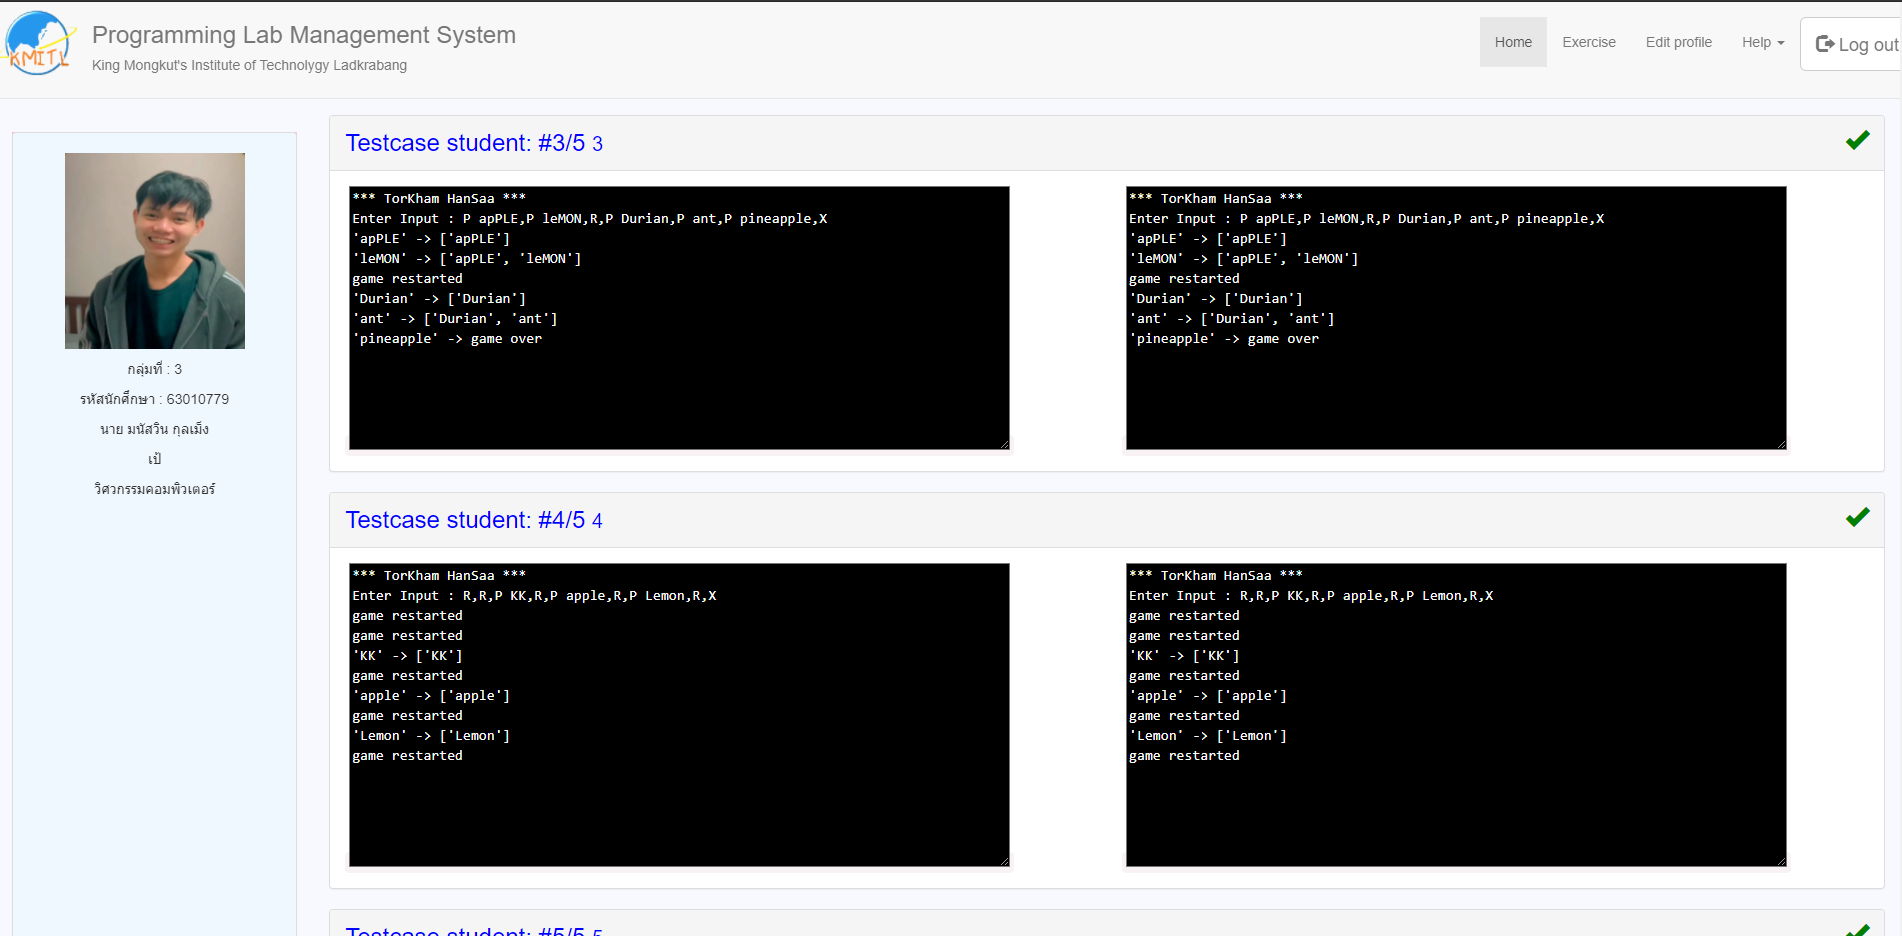 KMITL
Programming Lab Management System
King Mongkut's Institute of Technolygy Ladkrabang
Home
Exercise
Edit profile
Help
Log out
กลุ่มที่ : 3
รหัสนักศึกษา : 63010779
นาย มนัสวิน กุลเม็ง
เป้
วิศวกรรมคอมพิวเตอร์
Testcase student: #3/5 3
*** TorKham HanSaa ***
Enter Input : P apPLE,P leMON,R,P Durian,P ant,P pineapple,X
'apPLE' -> ['apPLE']
'leMON' -> ['apPLE', 'leMON']
game restarted
'Durian' -> ['Durian']
'ant' -> ['Durian', 'ant']
'pineapple' -> game over
*** TorKham HanSaa ***
Enter Input : P apPLE,P leMON,R,P Durian,P ant,P pineapple,X
'apPLE' -> ['apPLE']
'leMON' -> ['apPLE', 'leMON']
game restarted
'Durian' -> ['Durian']
'ant' -> ['Durian', 'ant']
'pineapple' -> game over
Testcase student: #4/5 4
*** TorKham HanSaa ***
Enter Input : R,R,P KK,R,P apple,R,P Lemon,R,X
game restarted
game restarted
'KK' -> ['KK']
game restarted
'apple' -> ['apple']
game restarted
'Lemon' -> ['Lemon']
game restarted
*** TorKham HanSaa ***
Enter Input : R,R,P KK,R,P apple,R,P Lemon,R,X
game restarted
game restarted
'KK' -> ['KK']
game restarted
'apple' -> ['apple']
game restarted
'Lemon' -> ['Lemon']
game restarted
Testcase student: #5/5 5